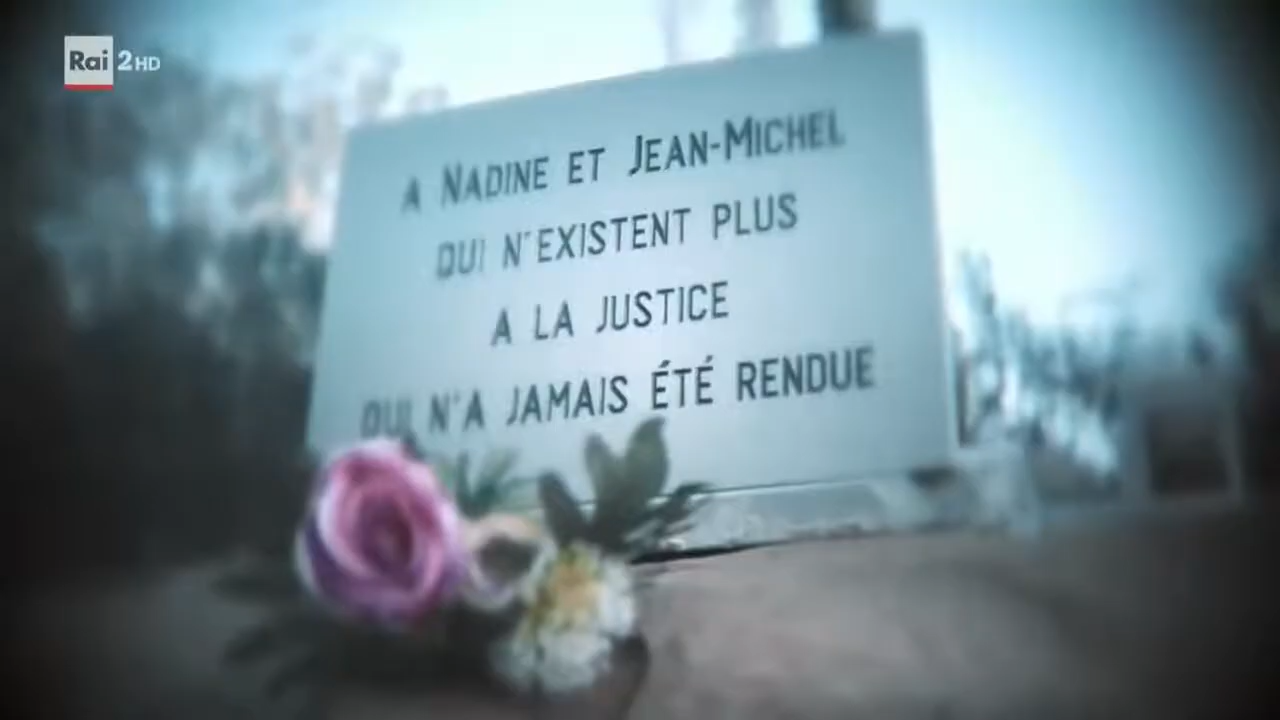 Rai 2HD
A NADINE ET JEAN-MICHEL
QUI N'EXISTENT PLUS
A LA JUSTICE
QUI N'A JAMAIS ÉTÉ RENDUE